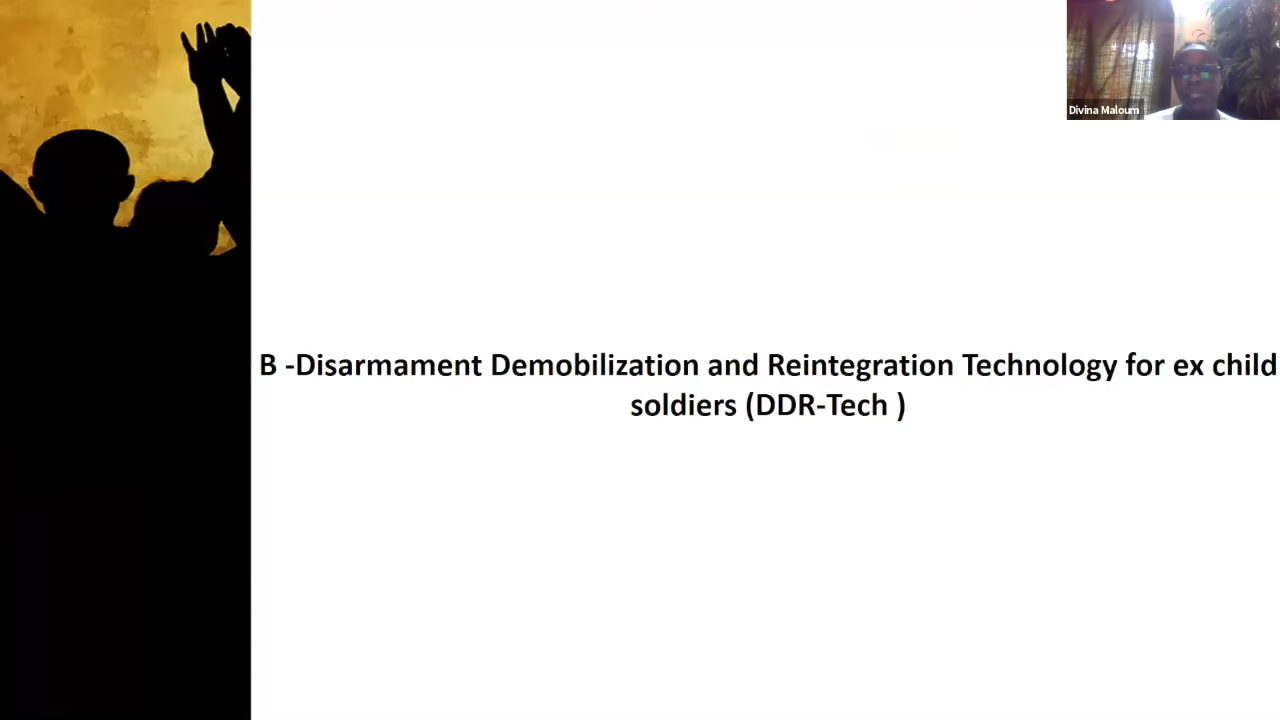 Divina Maloum
B -Disarmament Demobilization and Reintegration Technology for ex child
soldiers (DDR-Tech )